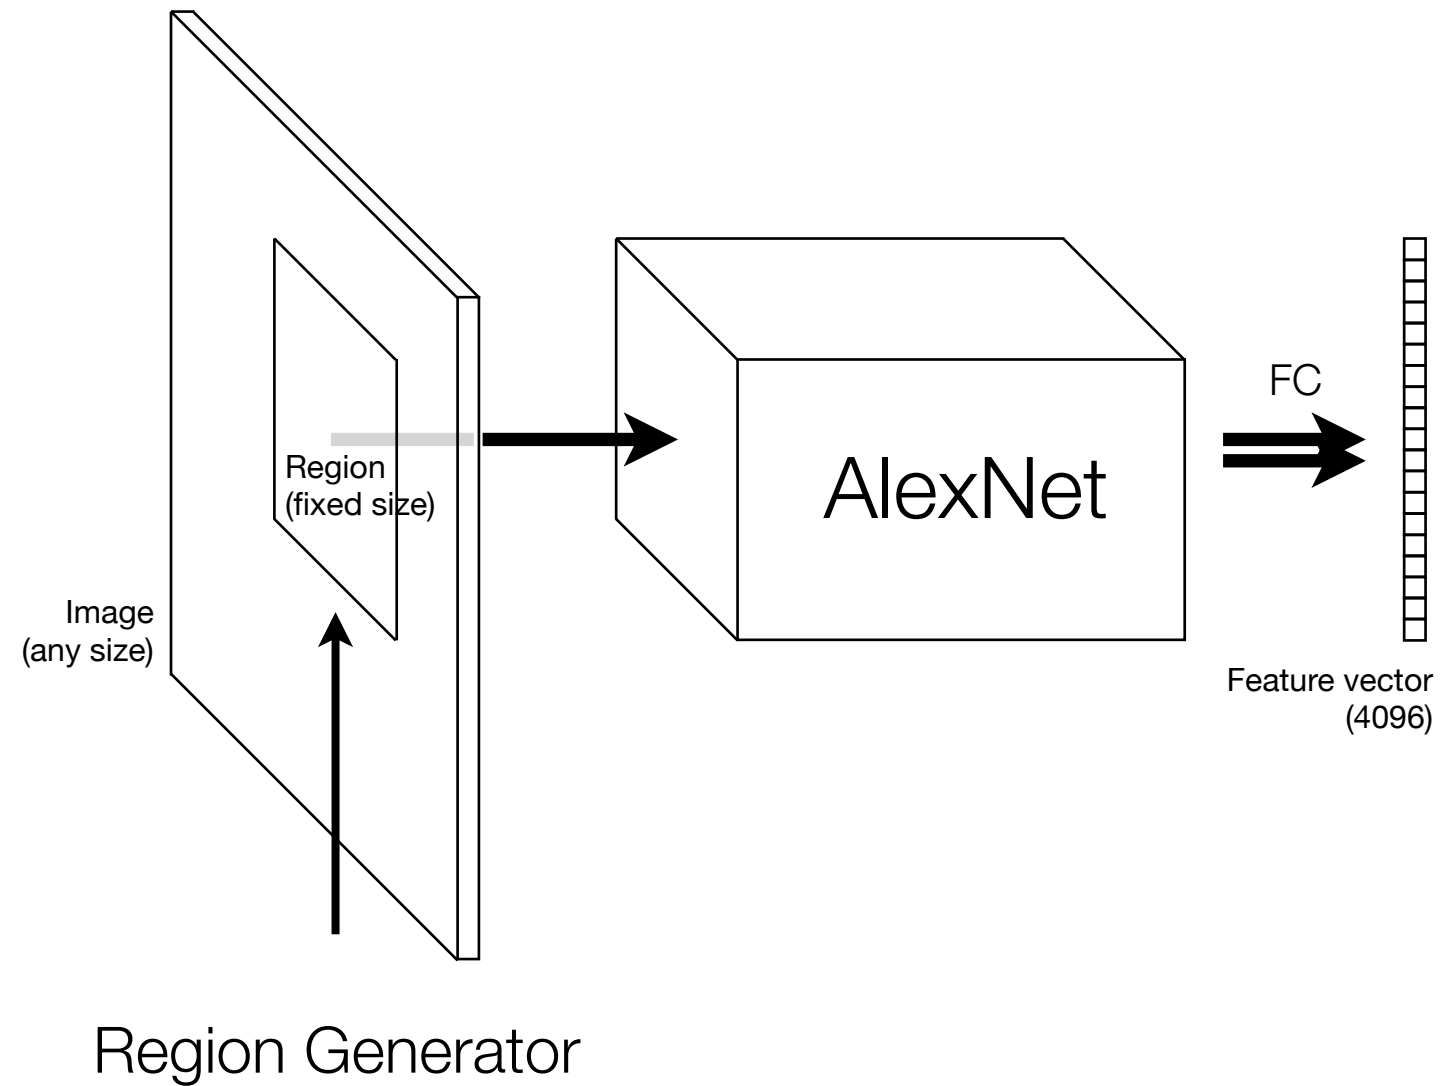 Image
(any size)
Region
(fixed size)
AlexNet
FC
Feature vector
(4096)
Region Generator